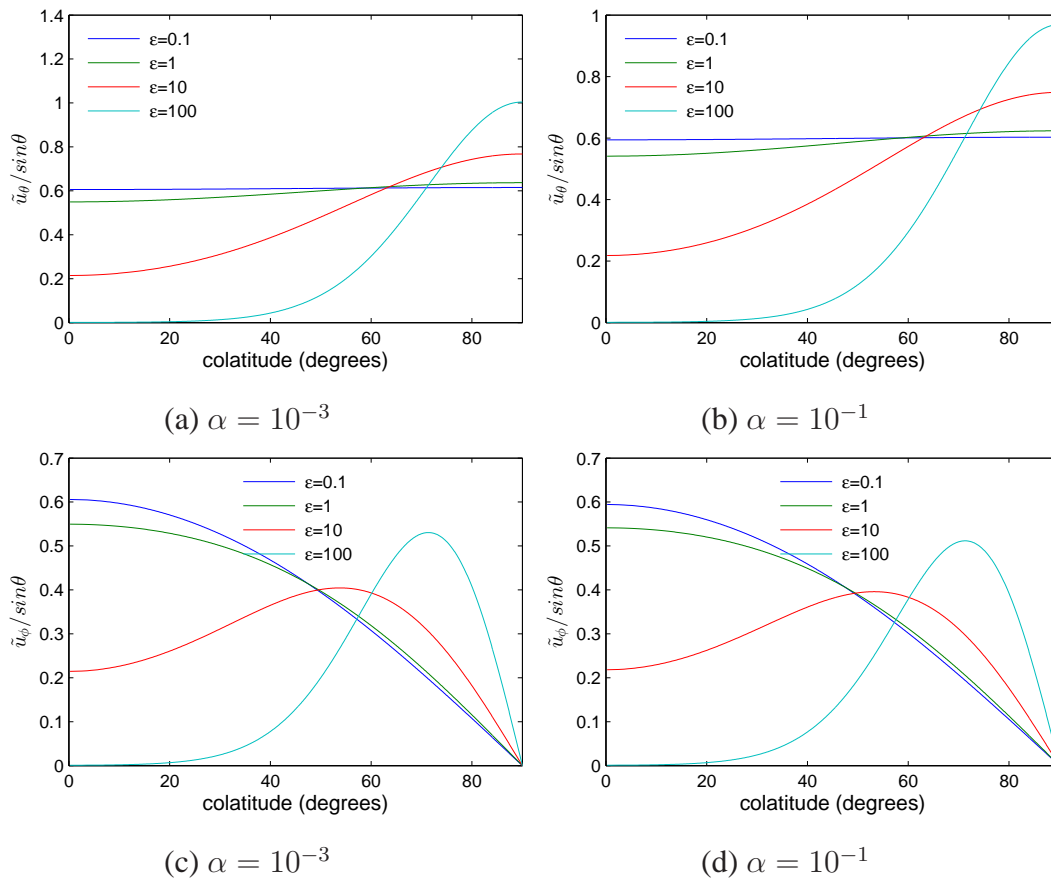 1.4
1.2
1
0.8
0.6
0.4
0.2
0
ũ_θ/sinθ
ε=0.1
ε=1
ε=10
ε=100
0 20 40 60 80
colatitude (degrees)
(a) α = 10⁻³
1
0.8
0.6
0.4
0.2
0
ũ_θ/sinθ
ε=0.1
ε=1
ε=10
ε=100
0 20 40 60 80
colatitude (degrees)
(b) α = 10⁻¹
0.7
0.6
0.5
0.4
0.3
0.2
0.1
0
ũ_ϕ/sinθ
ε=0.1
ε=1
ε=10
ε=100
0 20 40 60 80
colatitude (degrees)
(c) α = 10⁻³
0.7
0.6
0.5
0.4
0.3
0.2
0.1
0
ũ_ϕ/sinθ
ε=0.1
ε=1
ε=10
ε=100
0 20 40 60 80
colatitude (degrees)
(d) α = 10⁻¹